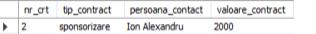 nr_crt tip_contract persoana_contact valoare_contract
2 sponsorizare Ion Alexandru 2000